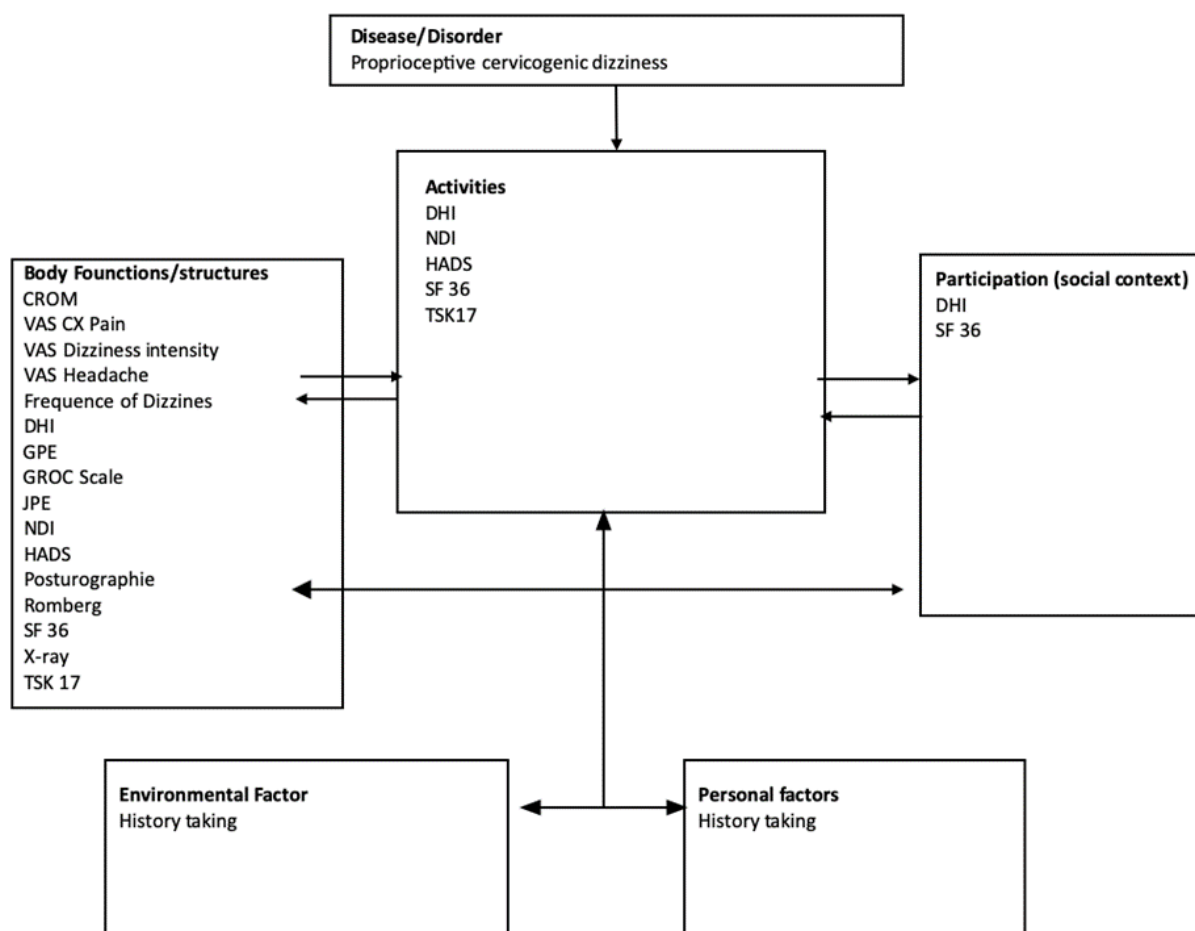 Disease/Disorder
Proprioceptive cervicogenic dizziness
Activities
DHI
NDI
HADS
SF 36
TSK17
Body Founctions/structures
CROM
VAS CX Pain
VAS Dizziness intensity
VAS Headache
Frequence of Dizzines
DHI
GPE
GROC Scale
JPE
NDI
HADS
Posturographie
Romberg
SF 36
X-ray
TSK 17
Participation (social context)
DHI
SF 36
Environmental Factor
History taking
Personal factors
History taking